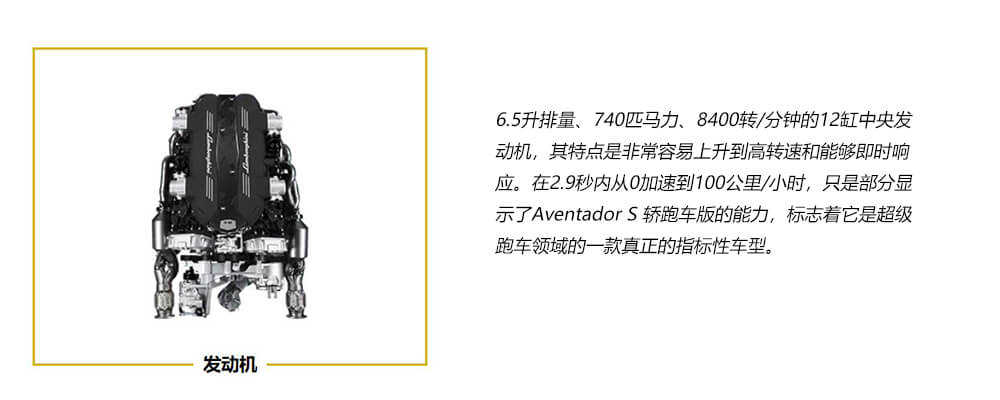 Lamborghini
Lamborghini
发动机
6.5升排量、740匹马力、8400转/分钟的12缸中央发
动机，其特点是非常容易上升到高转速和能够即时响
应。在2.9秒内从0加速到100公里/小时，只是部分显
示了Aventador S 轿跑车版的能力，标志着它是超级
跑车领域的一款真正的指标性车型。